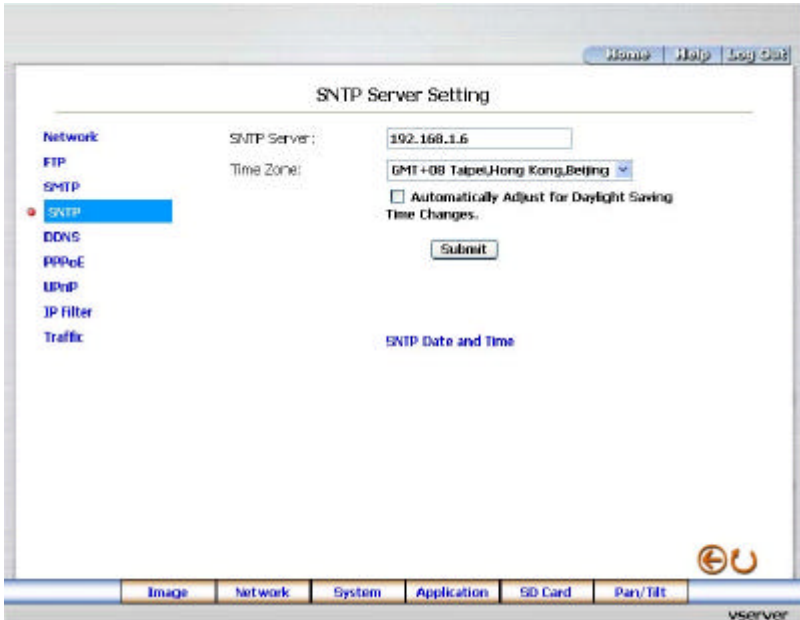 Home Help Log Out
SNTP Server Setting
Network
FTP
SMTP
SNTP
DDNS
PPPoE
UPnP
IP Filter
Traffic
SNTP Server:
192.168.1.6
Time Zone:
GMT+08 Taipei,Hong Kong,Beijing
Automatically Adjust for Daylight Saving
Time Changes.
Submit
SNTP Date and Time
Image Network System Application SD Card Pan/Tilt
vserver